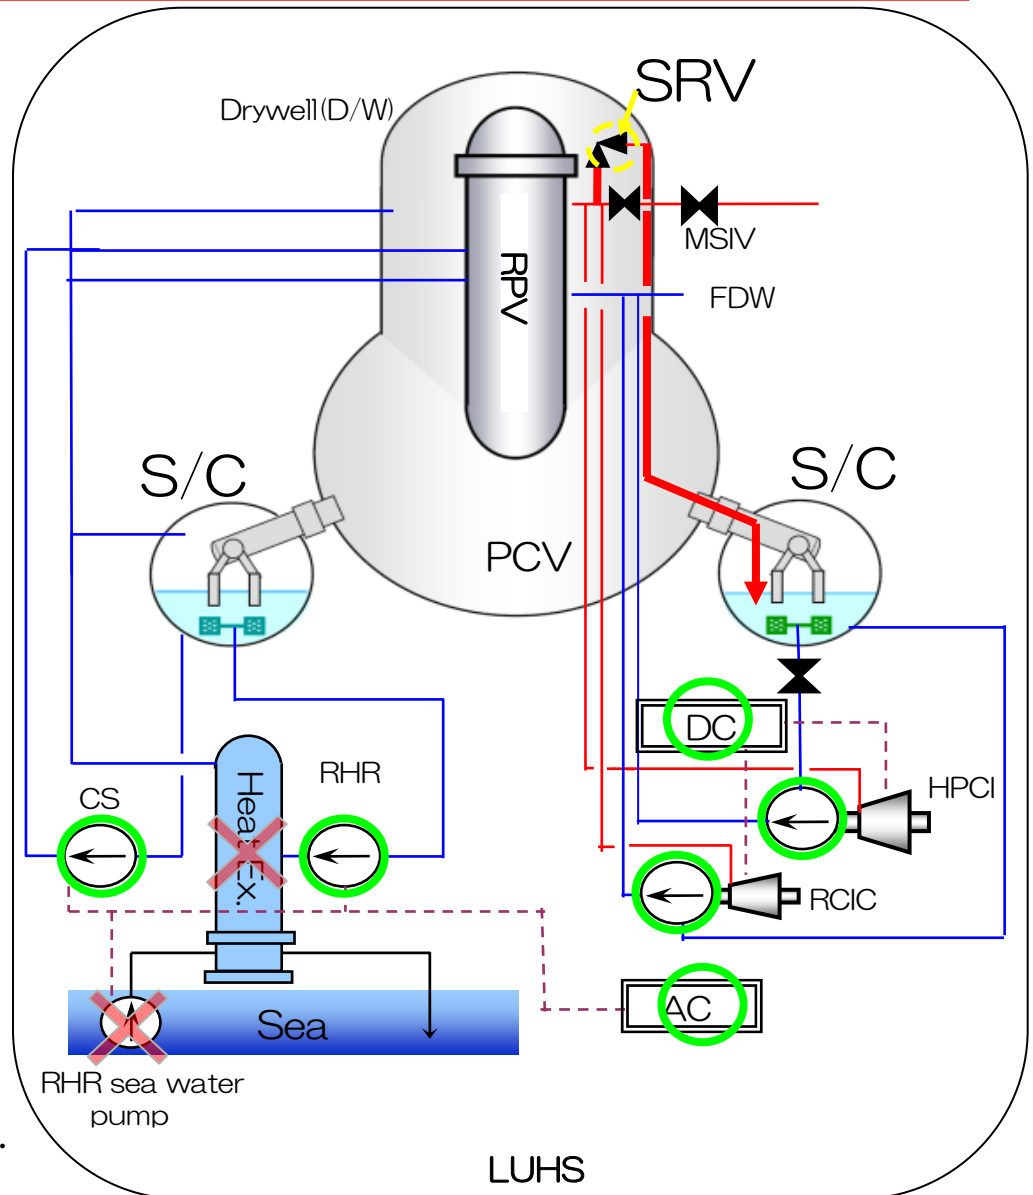 SRV
Drywell(D/W)
MSIV
RPV
FDW
S/C
S/C
PCV
DC
HPCI
RHR
CS
Heat Ex.
RCIC
AC
Sea
RHR sea water
pump
.
LUHS